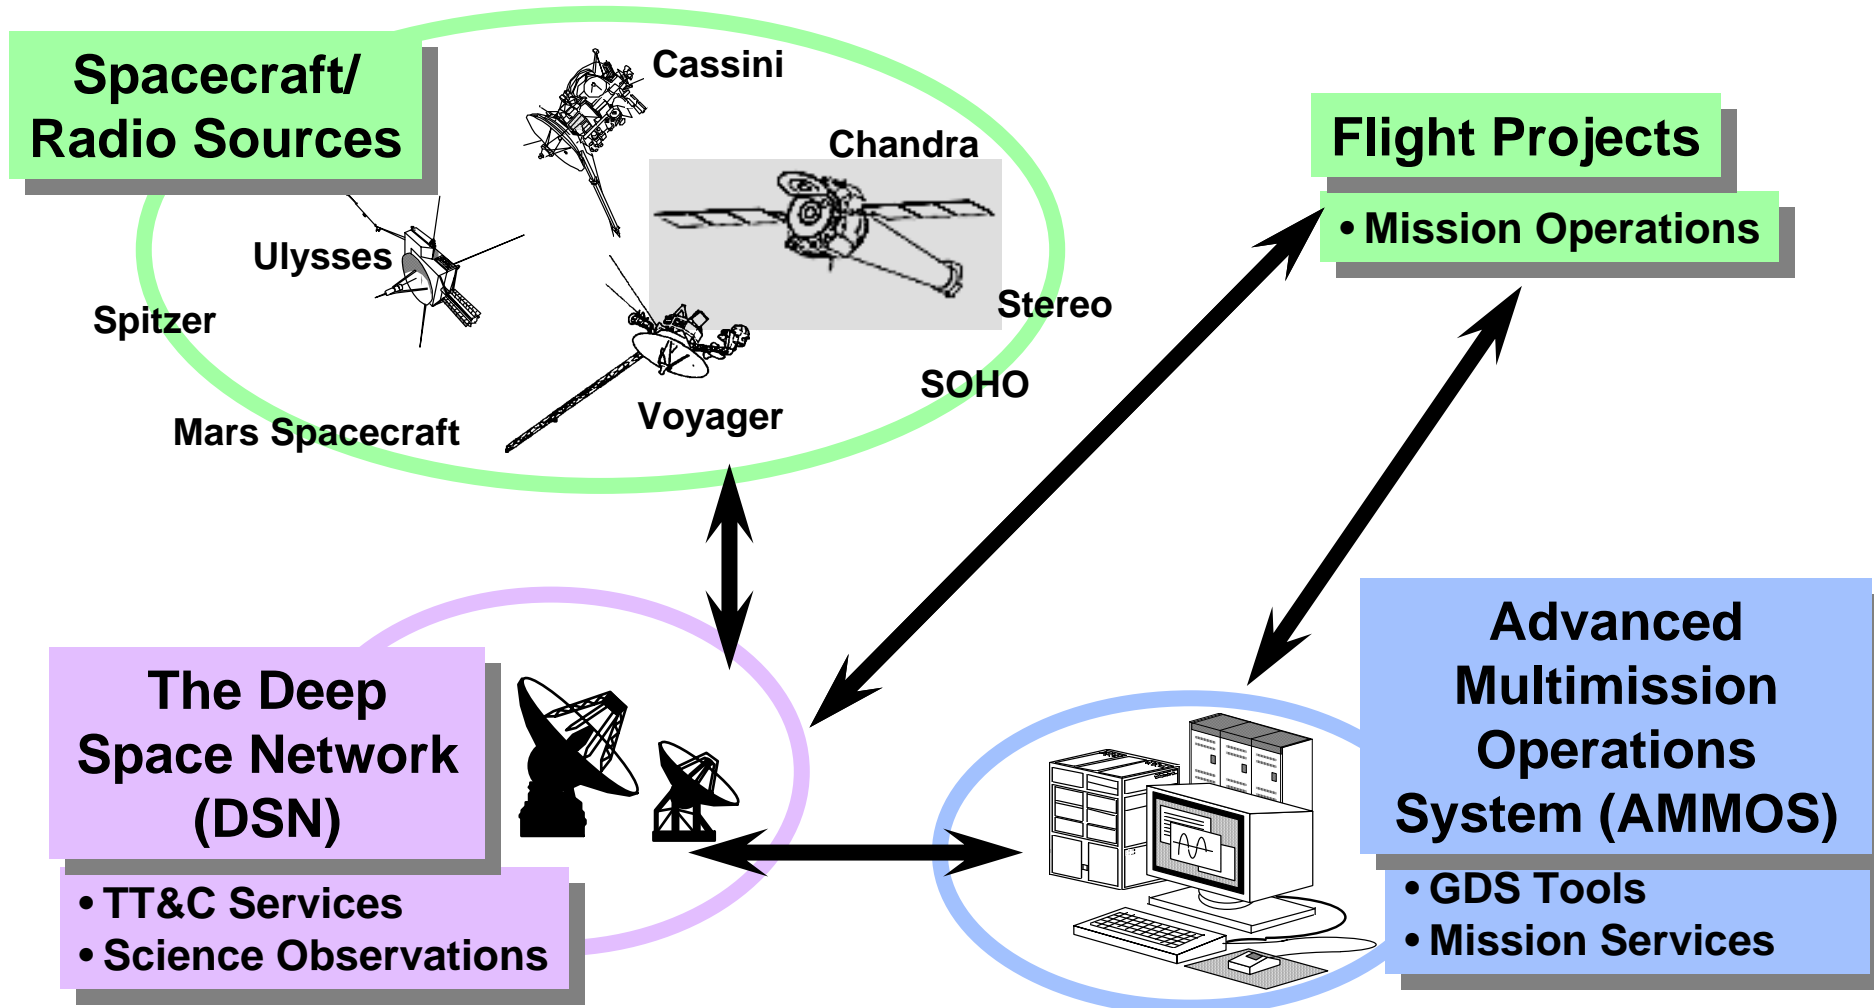 Spacecraft/
Radio Sources
Cassini
Chandra
Ulysses
Spitzer
Stereo
SOHO
Voyager
Mars Spacecraft
Flight Projects
• Mission Operations
The Deep
Space Network
(DSN)
• TT&C Services
• Science Observations
Advanced
Multimission
Operations
System (AMMOS)
• GDS Tools
• Mission Services